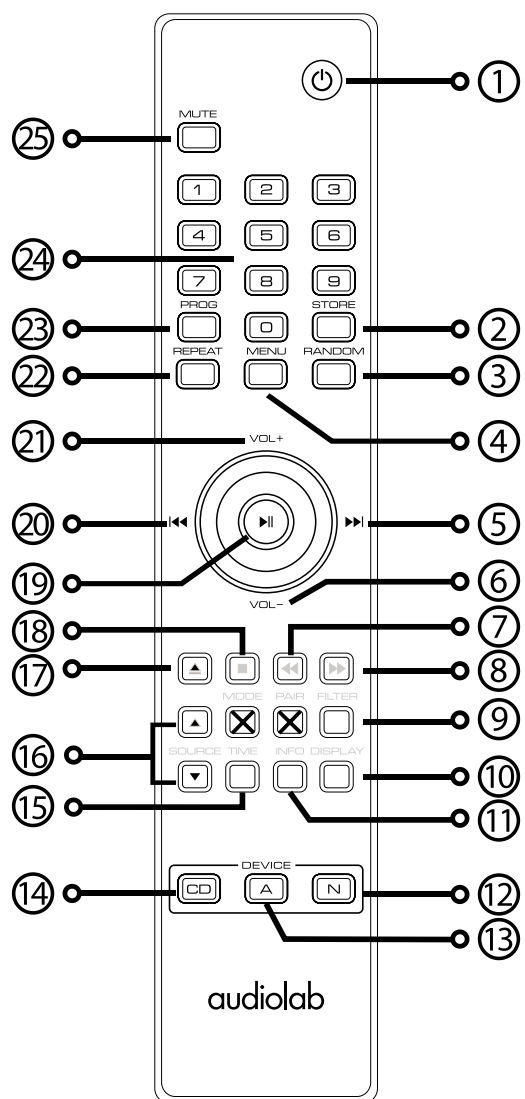 1
MUTE
25
1 2 3
4 5 6
24
7 8 9
PROG STORE
23 0 2
REPEAT MENU RANDOM
22 3
21 VOL+ 4
20 5
19 VOL- 6
18 7
17 8
MODE PAIR FILTER
9
16 SOURCE TIME INFO DISPLAY 10
15 11
DEVICE
14 CD A N 12
13
audiolab